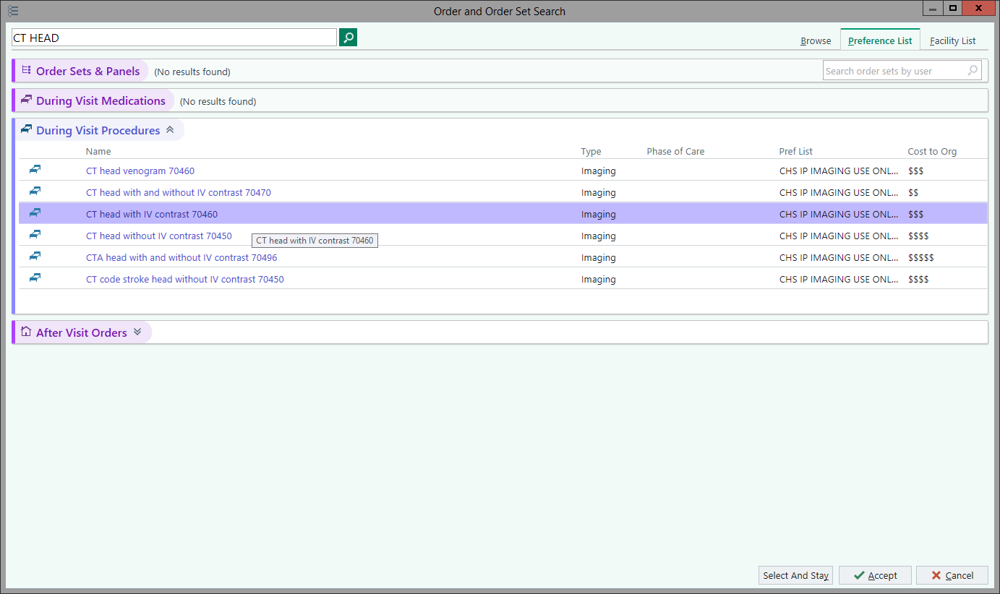 Order and Order Set Search
CT HEAD
Browse Preference List Facility List
Order Sets & Panels (No results found) Search order sets by user
During Visit Medications (No results found)
During Visit Procedures
Name Type Phase of Care Pref List Cost to Org
CT head venogram 70460 Imaging CHS IP IMAGING USE ONL... $$$
CT head with and without IV contrast 70470 Imaging CHS IP IMAGING USE ONL... $$
CT head with IV contrast 70460 Imaging CHS IP IMAGING USE ONL... $$$
CT head without IV contrast 70450 Imaging CHS IP IMAGING USE ONL... $$$$
CT head with IV contrast 70460
CTA head with and without IV contrast 70496 Imaging CHS IP IMAGING USE ONL... $$$$$
CT code stroke head without IV contrast 70450 Imaging CHS IP IMAGING USE ONL... $$$$
After Visit Orders
Select And Stay Accept Cancel